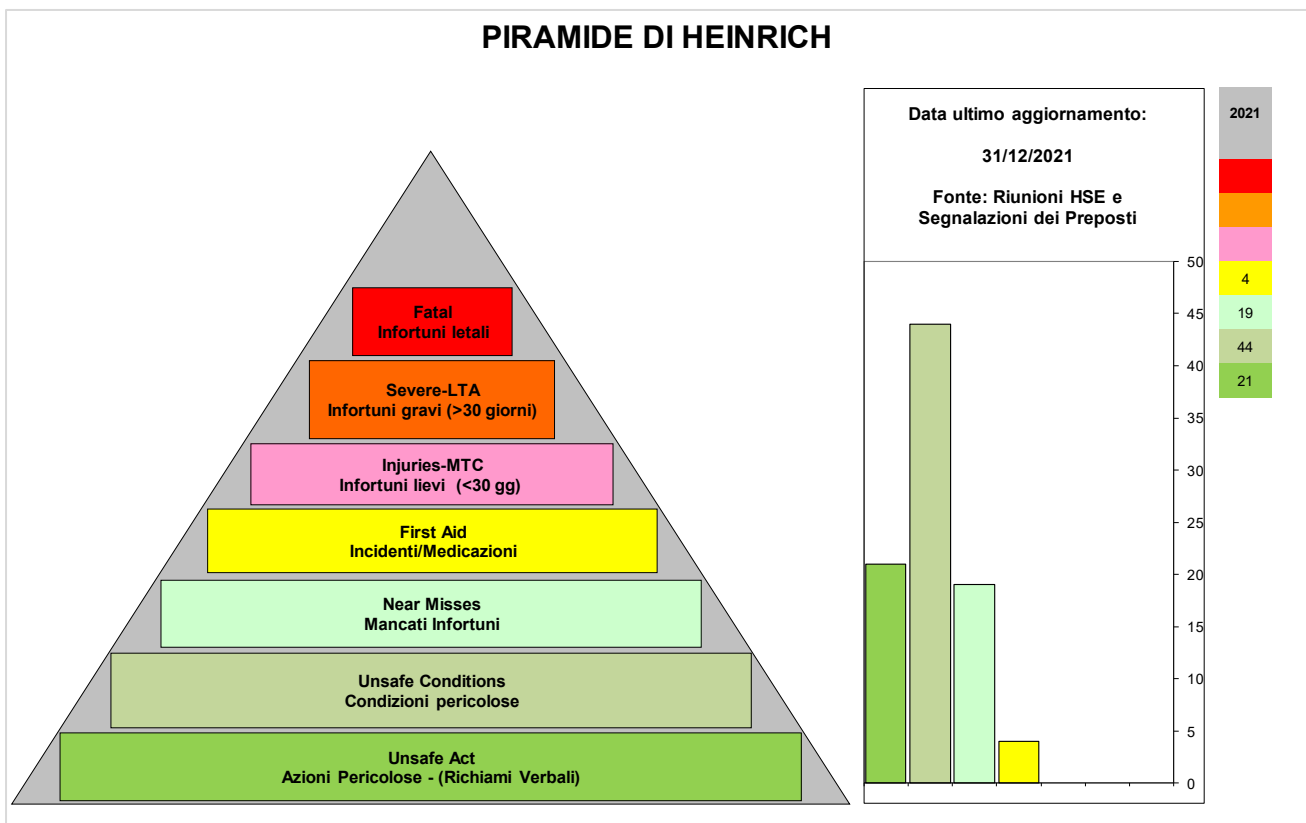 PIRAMIDE DI HEINRICH
Fatal
Infortuni letali
Severe-LTA
Infortuni gravi (>30 giorni)
Injuries-MTC
Infortuni lievi (<30 gg)
First Aid
Incidenti/Medicazioni
Near Misses
Mancati Infortuni
Unsafe Conditions
Condizioni pericolose
Unsafe Act
Azioni Pericolose - (Richiami Verbali)
Data ultimo aggiornamento:
31/12/2021
Fonte: Riunioni HSE e
Segnalazioni dei Preposti
50
45
40
35
30
25
20
15
10
5
0
2021
4
19
44
21